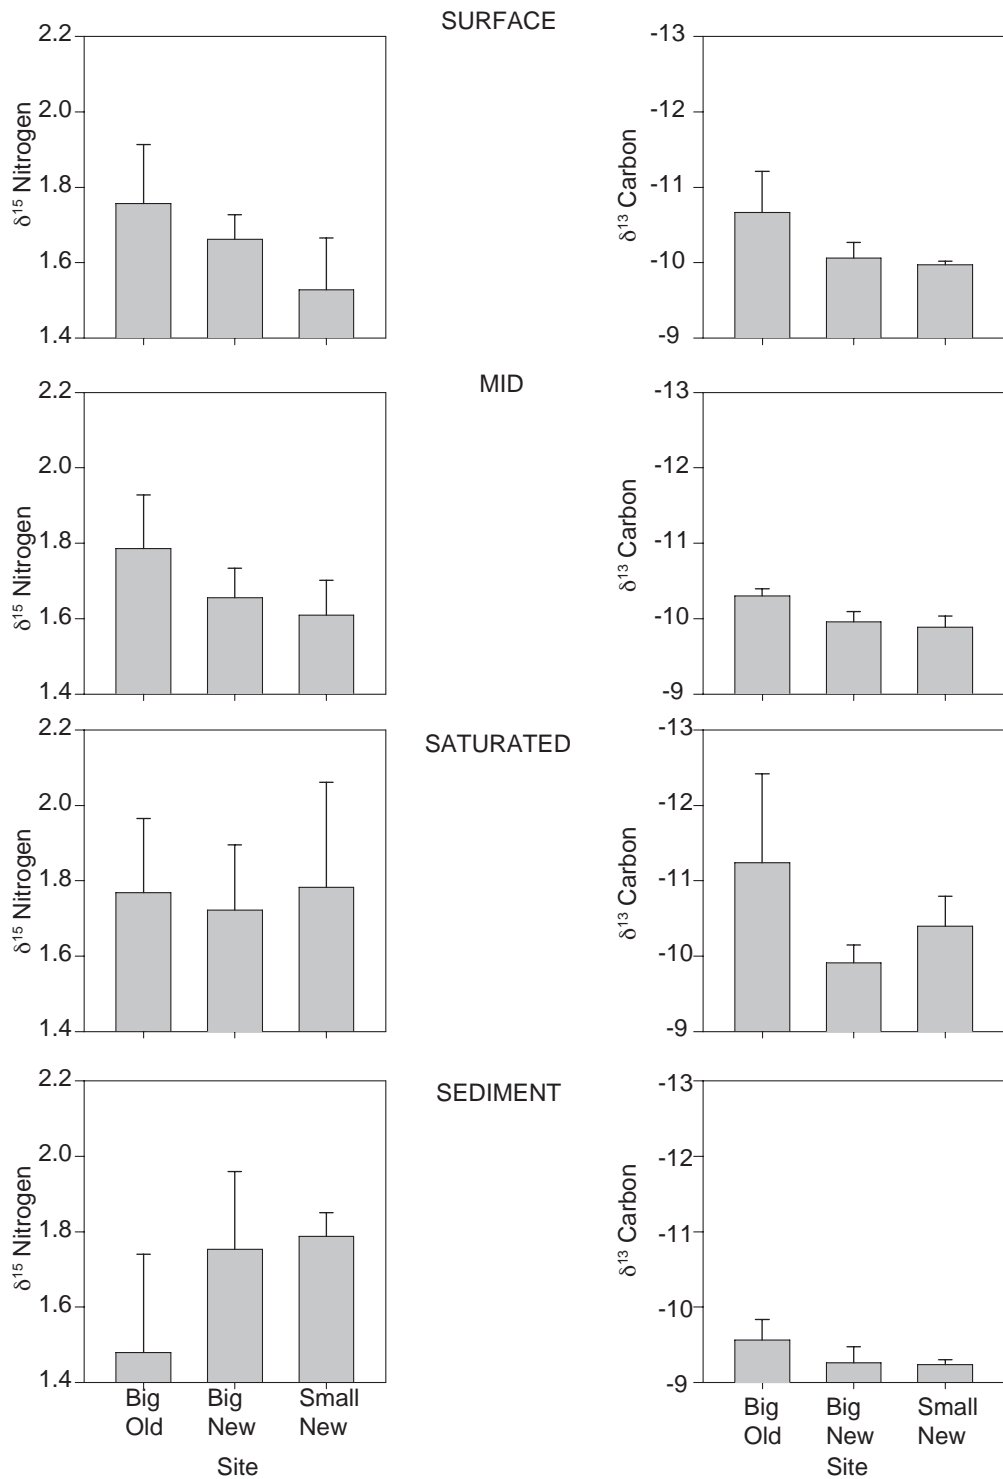 SURFACE
2.2
2.0
1.8
1.6
1.4
δ15 Nitrogen
-13
-12
-11
-10
-9
δ13 Carbon
MID
2.2
2.0
1.8
1.6
1.4
δ15 Nitrogen
-13
-12
-11
-10
-9
δ13 Carbon
SATURATED
2.2
2.0
1.8
1.6
1.4
δ15 Nitrogen
-13
-12
-11
-10
-9
δ13 Carbon
SEDIMENT
2.2
2.0
1.8
1.6
1.4
δ15 Nitrogen
Big Big Small
Old New New
Site
-13
-12
-11
-10
-9
δ13 Carbon
Big Big Small
Old New New
Site